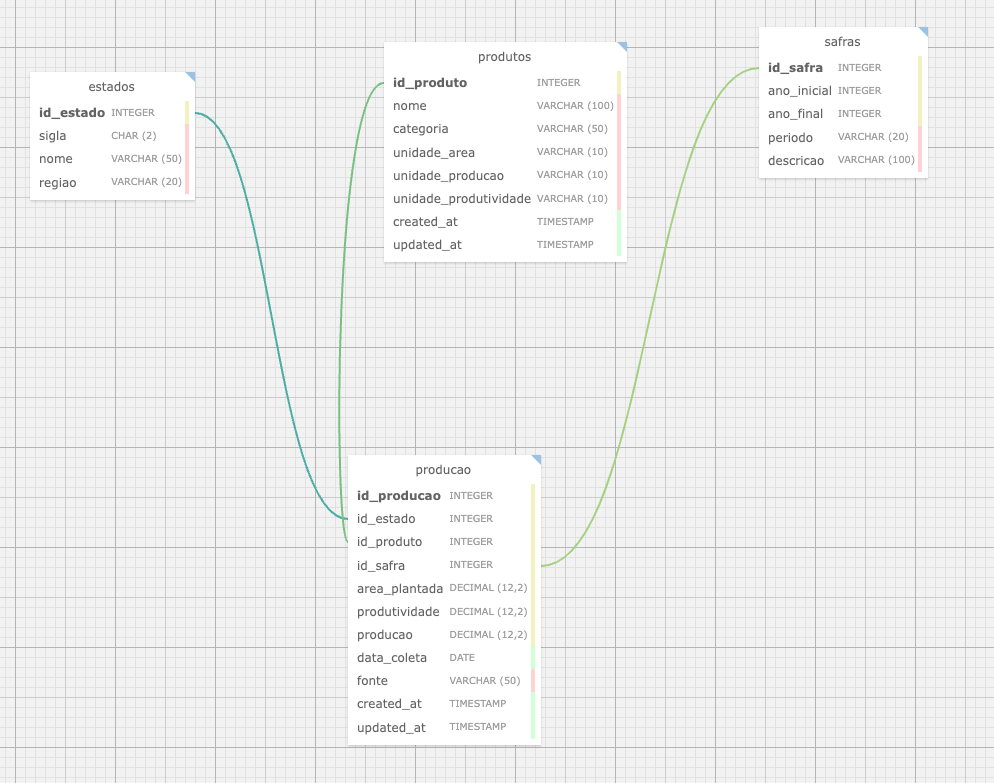 estados
id_estado INTEGER
sigla CHAR (2)
nome VARCHAR (50)
regiao VARCHAR (20)
produtos
id_produto INTEGER
nome VARCHAR (100)
categoria VARCHAR (50)
unidade_area VARCHAR (10)
unidade_producao VARCHAR (10)
unidade_produtividade VARCHAR (10)
created_at TIMESTAMP
updated_at TIMESTAMP
safras
id_safra INTEGER
ano_inicial INTEGER
ano_final INTEGER
periodo VARCHAR (20)
descricao VARCHAR (100)
producao
id_producao INTEGER
id_estado INTEGER
id_produto INTEGER
id_safra INTEGER
area_plantada DECIMAL (12,2)
produtividade DECIMAL (12,2)
producao DECIMAL (12,2)
data_coleta DATE
fonte VARCHAR (50)
created_at TIMESTAMP
updated_at TIMESTAMP